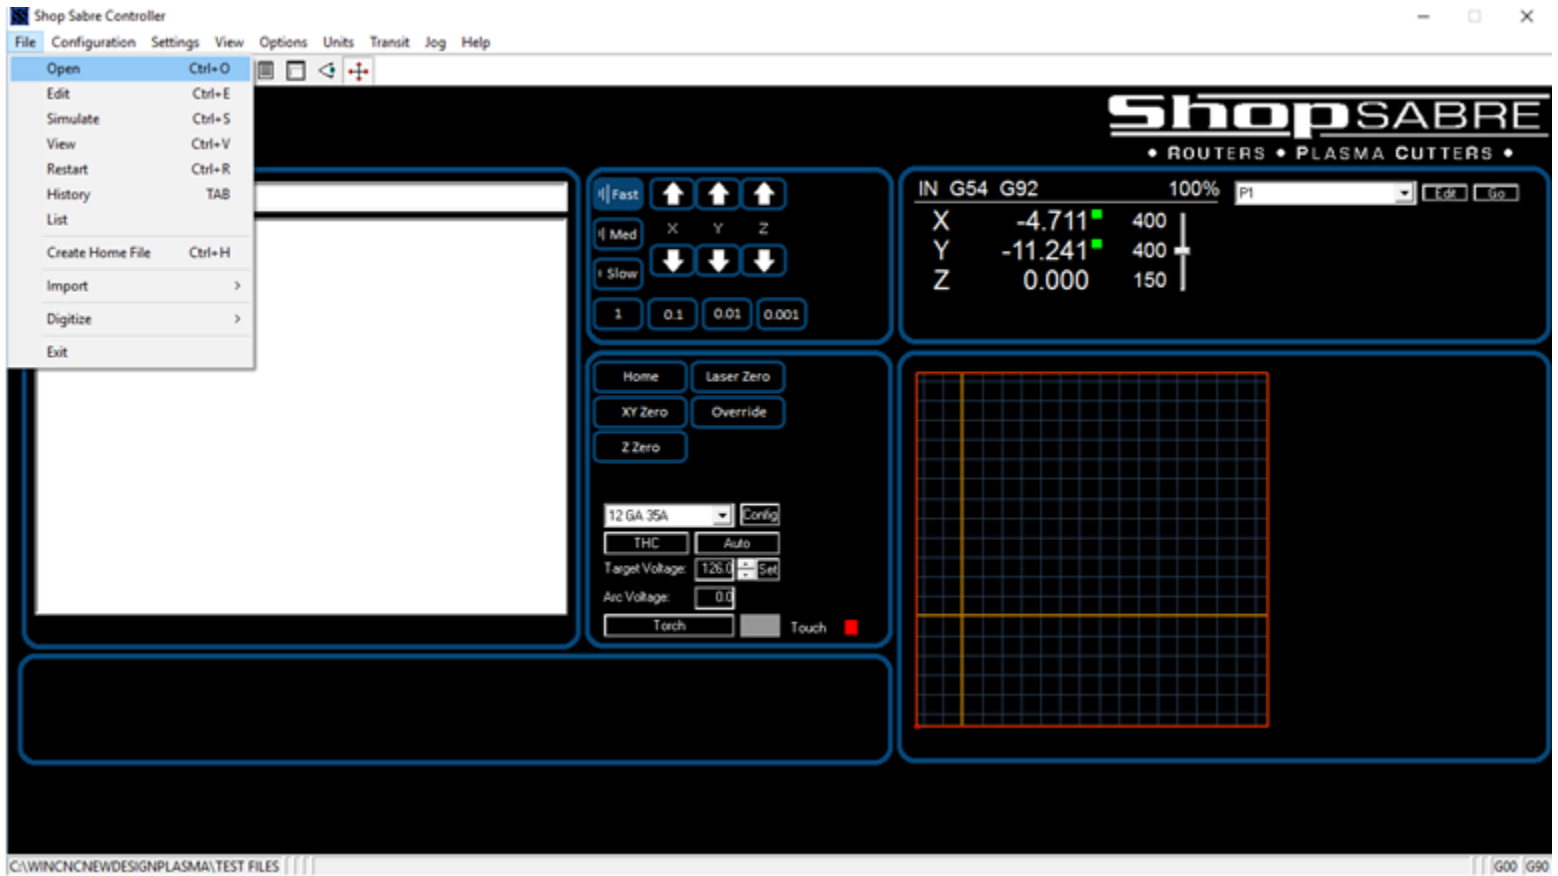 Shop Sabre Controller
File Configuration Settings View Options Units Transit Jog Help
Open Ctrl+O
Edit Ctrl+E
Simulate Ctrl+S
View Ctrl+V
Restart Ctrl+R
History TAB
List
Create Home File Ctrl+H
Import >
Digitize >
Exit
ShopSABRE
• ROUTERS • PLASMA CUTTERS •
Fast
X Y Z
Med
Slow
1 0.1 0.01 0.001
IN G54 G92 100% P1 Edit Go
X -4.711 400
Y -11.241 400
Z 0.000 150
Home Laser Zero
XY Zero Override
Z Zero
12 GA 35A Config
THC Auto
Target Voltage: 126.0 Set
Arc Voltage: 0.0
Torch Touch
C:\WINCNCNEWDESIGNPLASMA\TEST FILES G00 G90